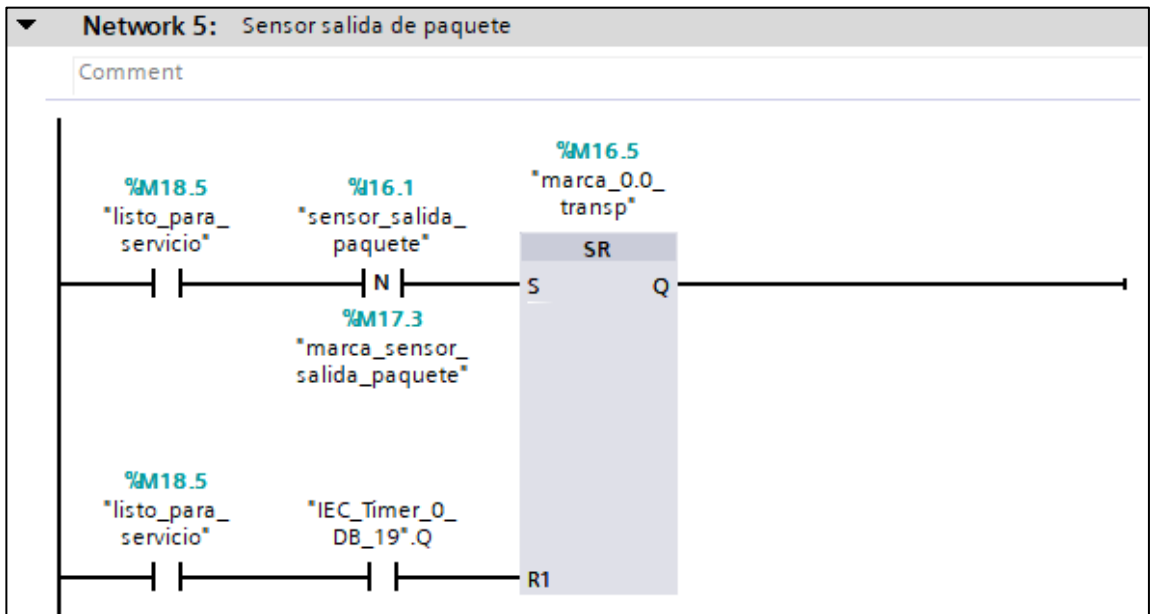 Network 5: Sensor salida de paquete
Comment
%M16.5
"marca_0.0_
transp"
%M18.5
"listo_para_
servicio"
%I16.1
"sensor_salida_
paquete"
SR
N
S
Q
%M17.3
"marca_sensor_
salida_paquete"
%M18.5
"listo_para_
servicio"
"IEC_Timer_0_
DB_19".Q
R1